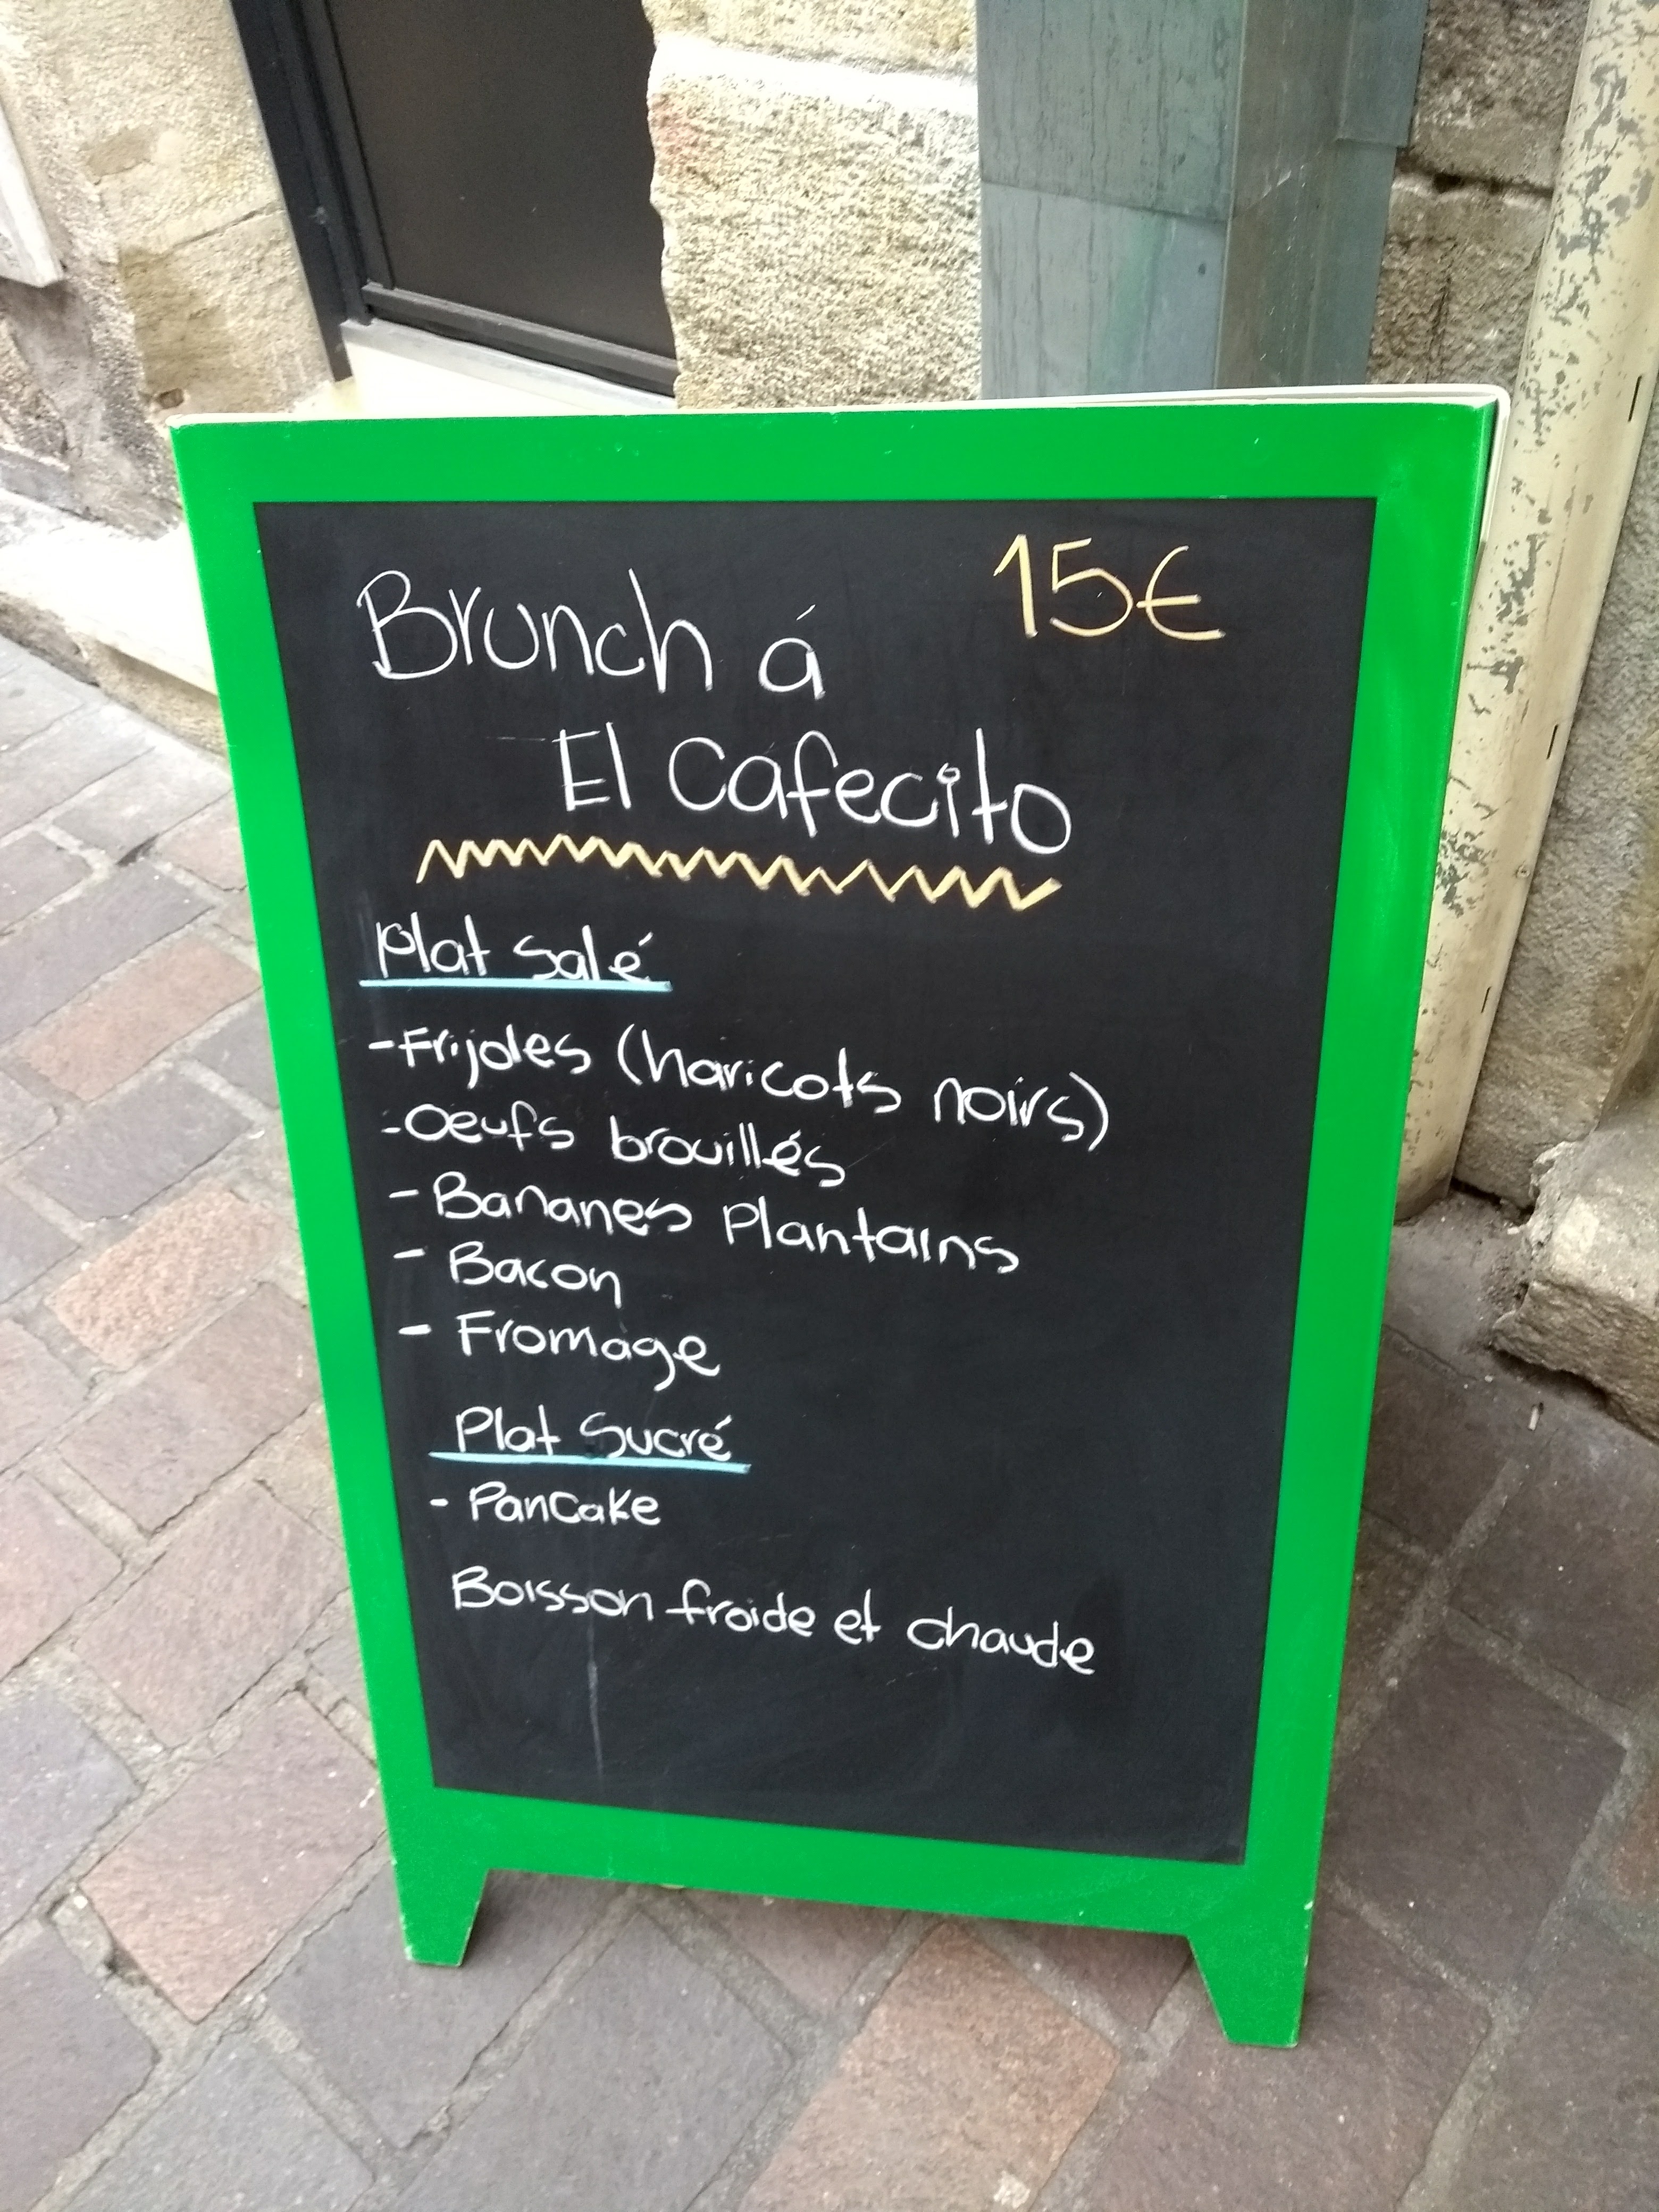 15€
Brunch á
El Cafecito
Plat salé
-Frijoles (haricots noirs)
-Oeufs brouillés
- Bananes Plantains
- Bacon
- Fromage
Plat Sucré
- PanCake
Boisson froide et chaude